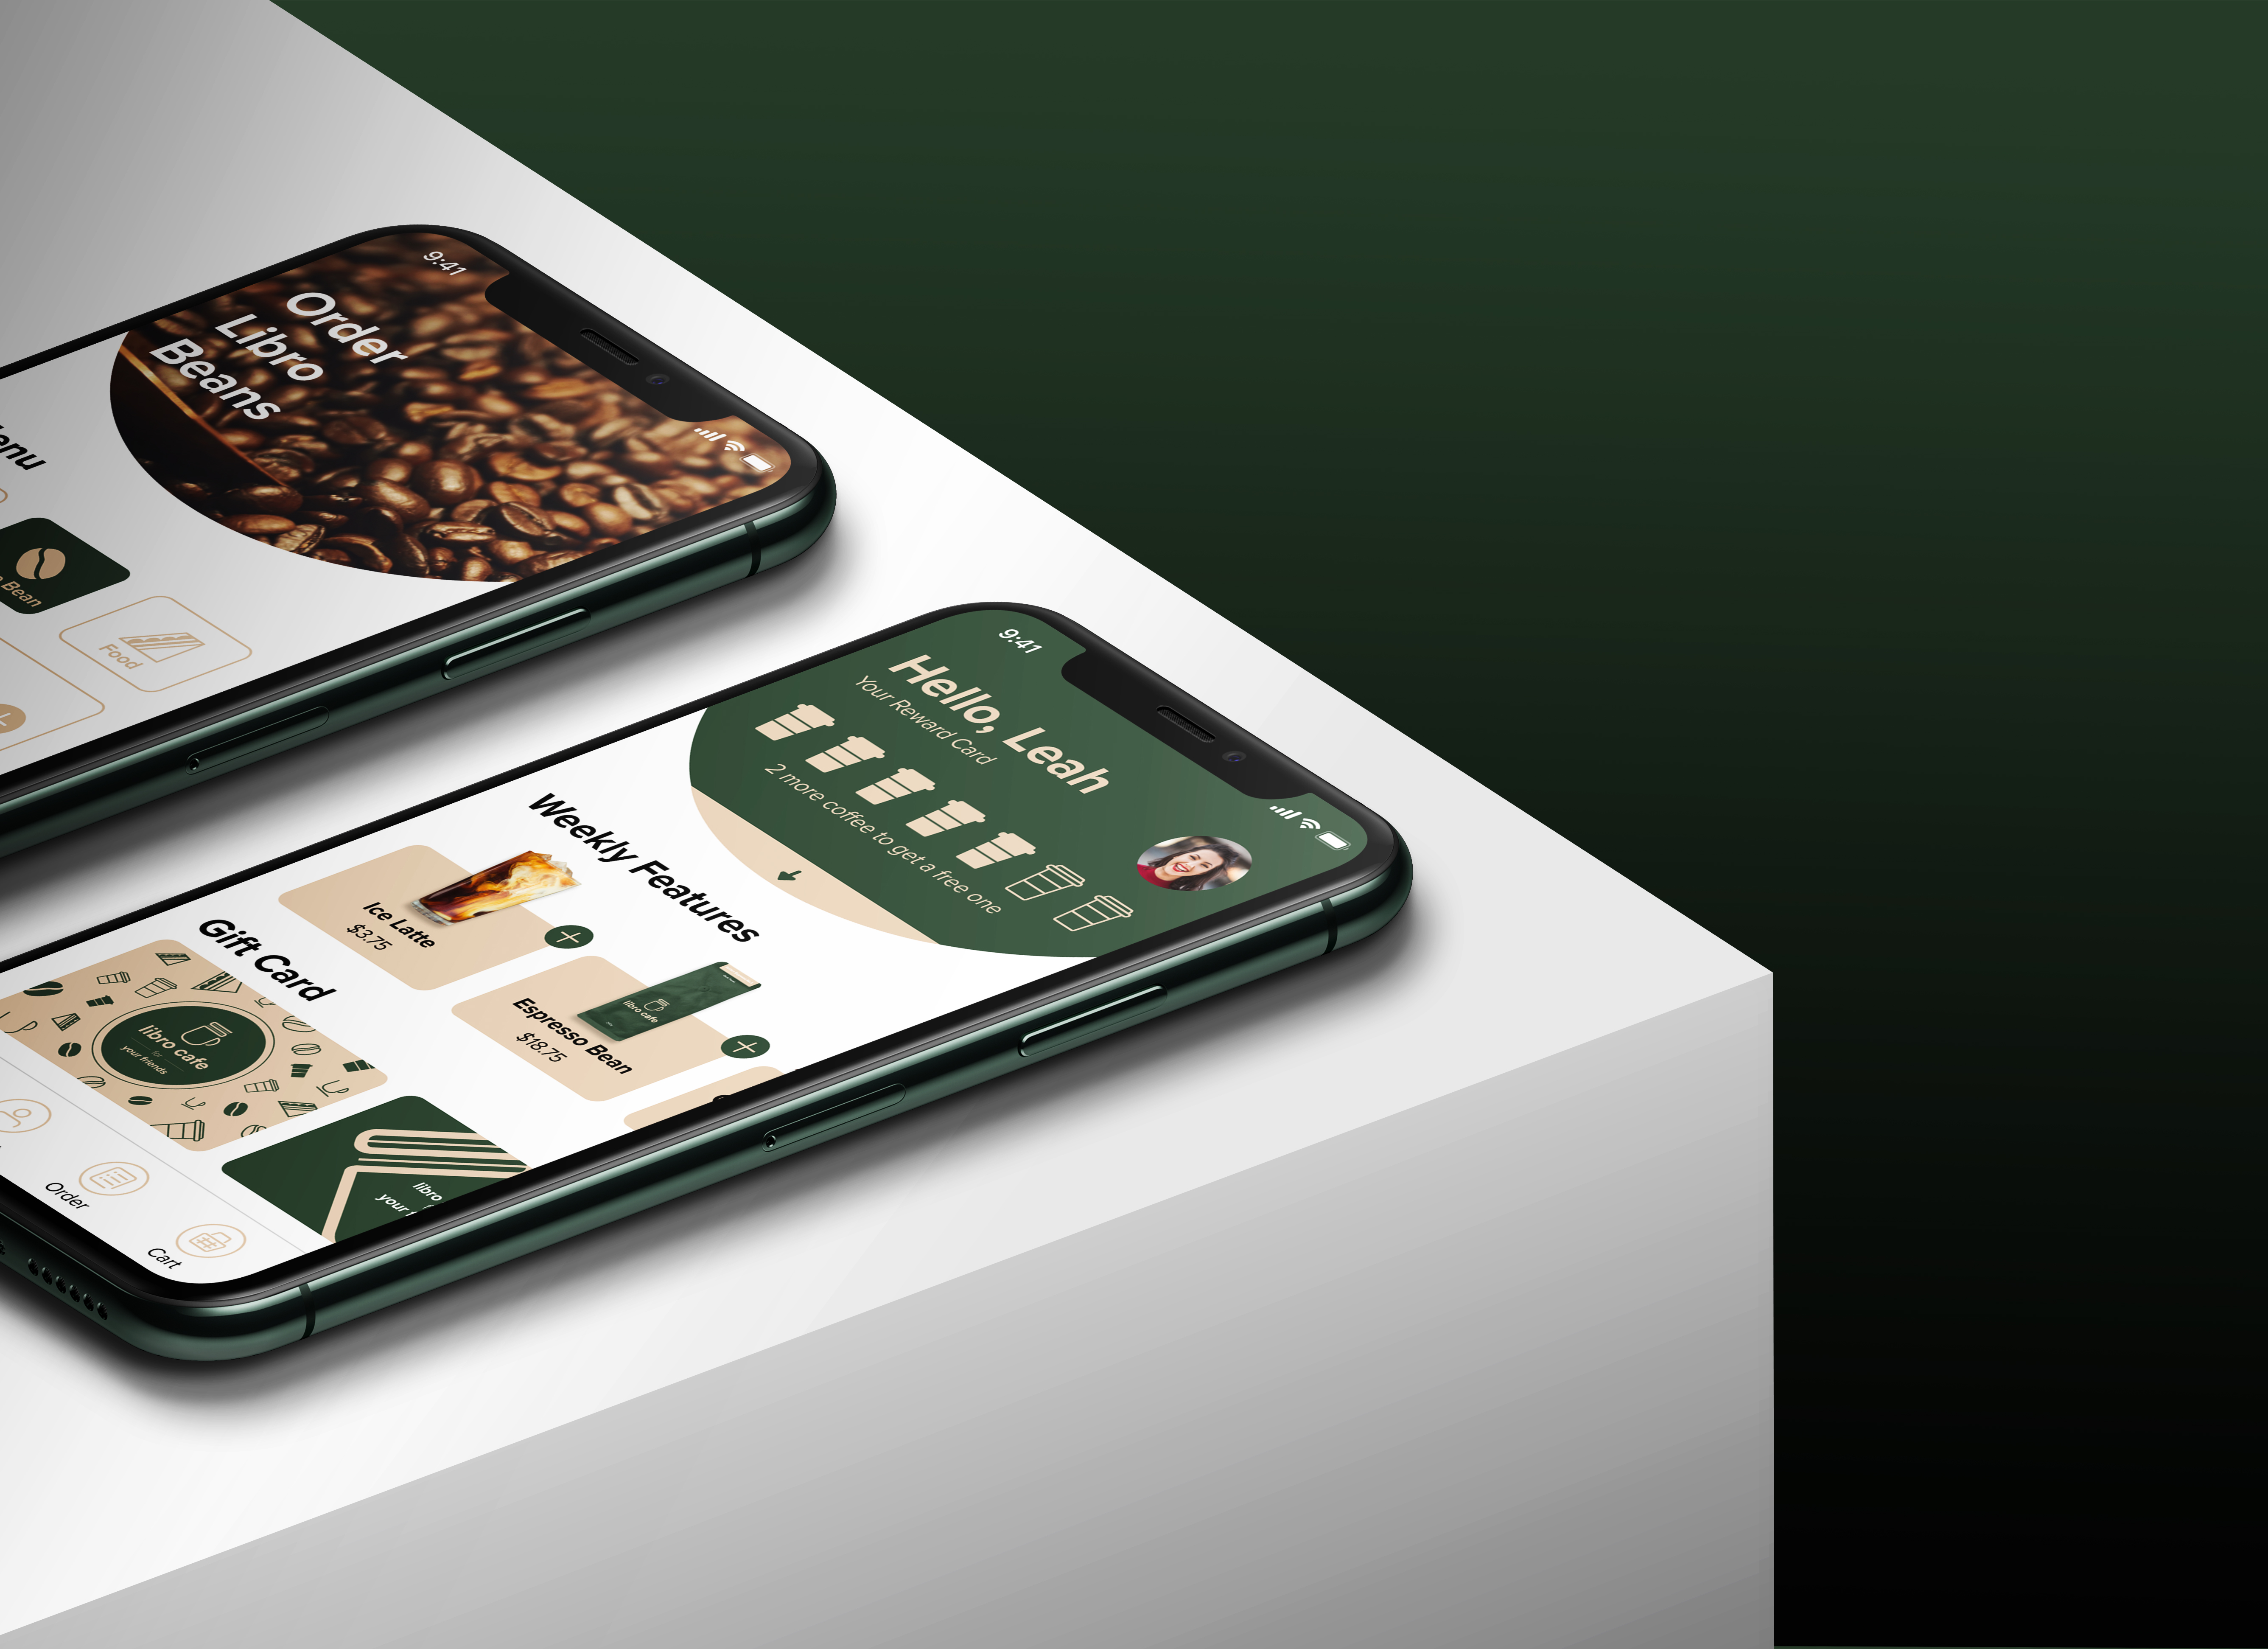 9:41
Order
Libro
Beans
Bean
Food
9:41
Hello, Leah
Your Reward Card
2 more coffee to get a free one
Weekly Features
Ice Latte
$3.75
libro cafe
Espresso Bean
$18.75
Gift Card
libro cafe
for
your friends
libro
your
Order
Cart